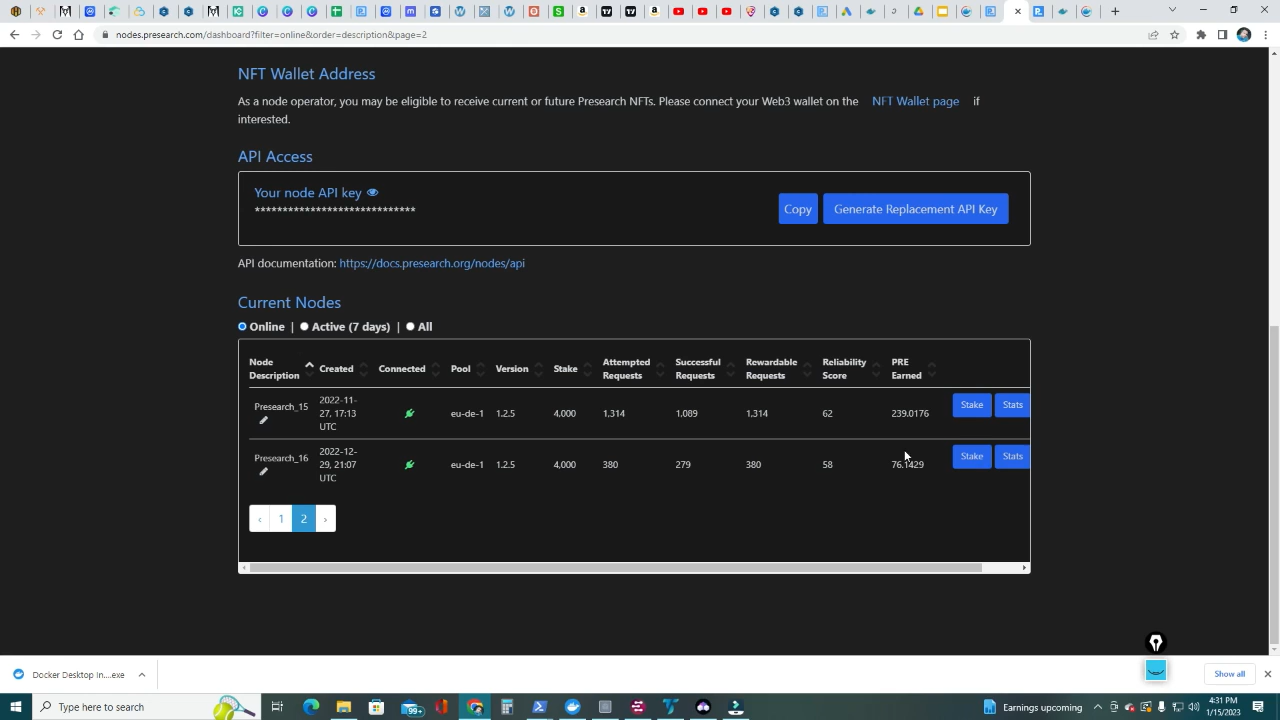 nodes.presearch.com/dashboard?filter=online&order=description&page=2
NFT Wallet Address
As a node operator, you may be eligible to receive current or future Presearch NFTs. Please connect your Web3 wallet on the NFT Wallet page if
interested.
API Access
Your node API key
*****************************
Copy
Generate Replacement API Key
API documentation: https://docs.presearch.org/nodes/api
Current Nodes
Online | Active (7 days) | All
Node Description Created Connected Pool Version Stake Attempted Requests Successful Requests Rewardable Requests Reliability Score PRE Earned
Presearch_15 2022-11-27, 17:13 UTC eu-de-1 1.2.5 4,000 1,314 1,089 1,314 62 239.0176 Stake Stats
Presearch_16 2022-12-29, 21:07 UTC eu-de-1 1.2.5 4,000 380 279 380 58 76.1429 Stake Stats
‹ 1 2 ›
Docker Desktop In....exe
Show all
Type here to search
99+
Earnings upcoming
4:31 PM
1/15/2023